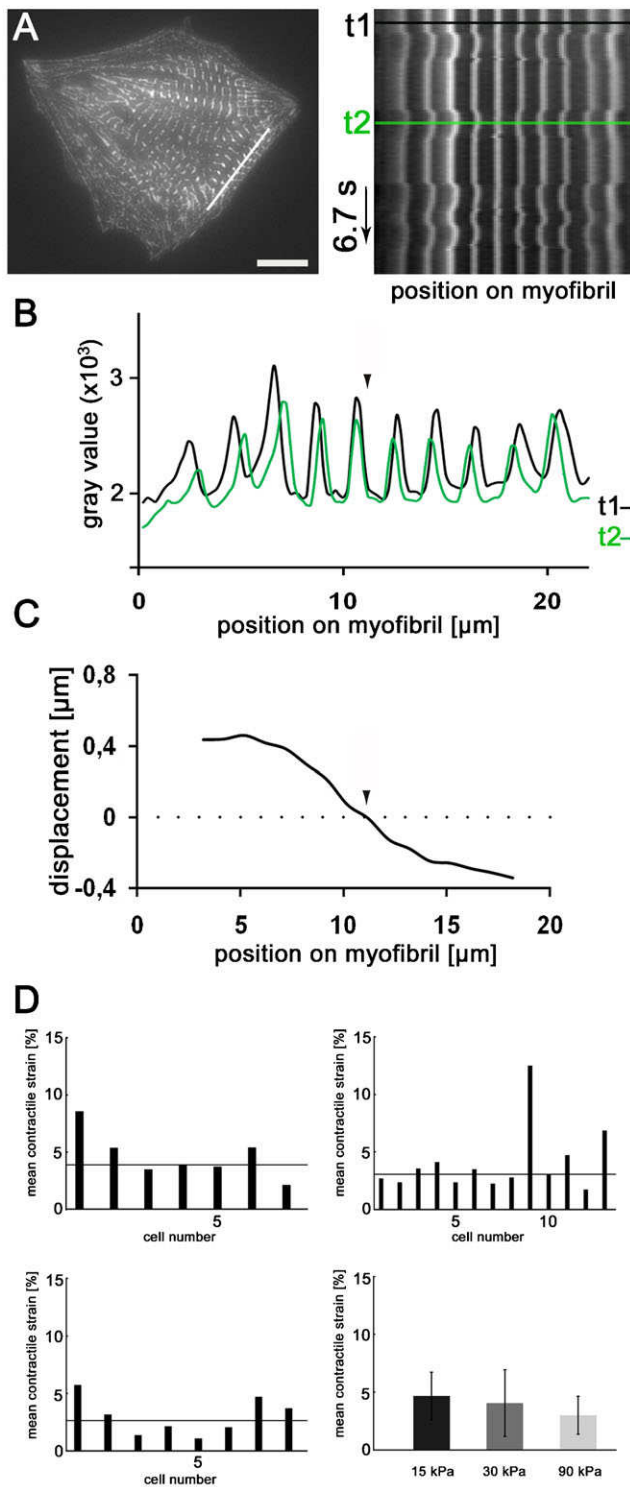 A
t1
t2
6.7 s
position on myofibril
B
gray value (x10³)
3
2
0
10
20
t1
t2
position on myofibril [µm]
C
displacement [µm]
0,8
0,4
0
-0,4
0
5
10
15
20
position on myofibril [µm]
D
mean contractile strain [%]
15
10
5
0
5
cell number
mean contractile strain [%]
15
10
5
0
5
10
cell number
mean contractile strain [%]
15
10
5
0
5
cell number
mean contractile strain [%]
15
10
5
0
15 kPa
30 kPa
90 kPa